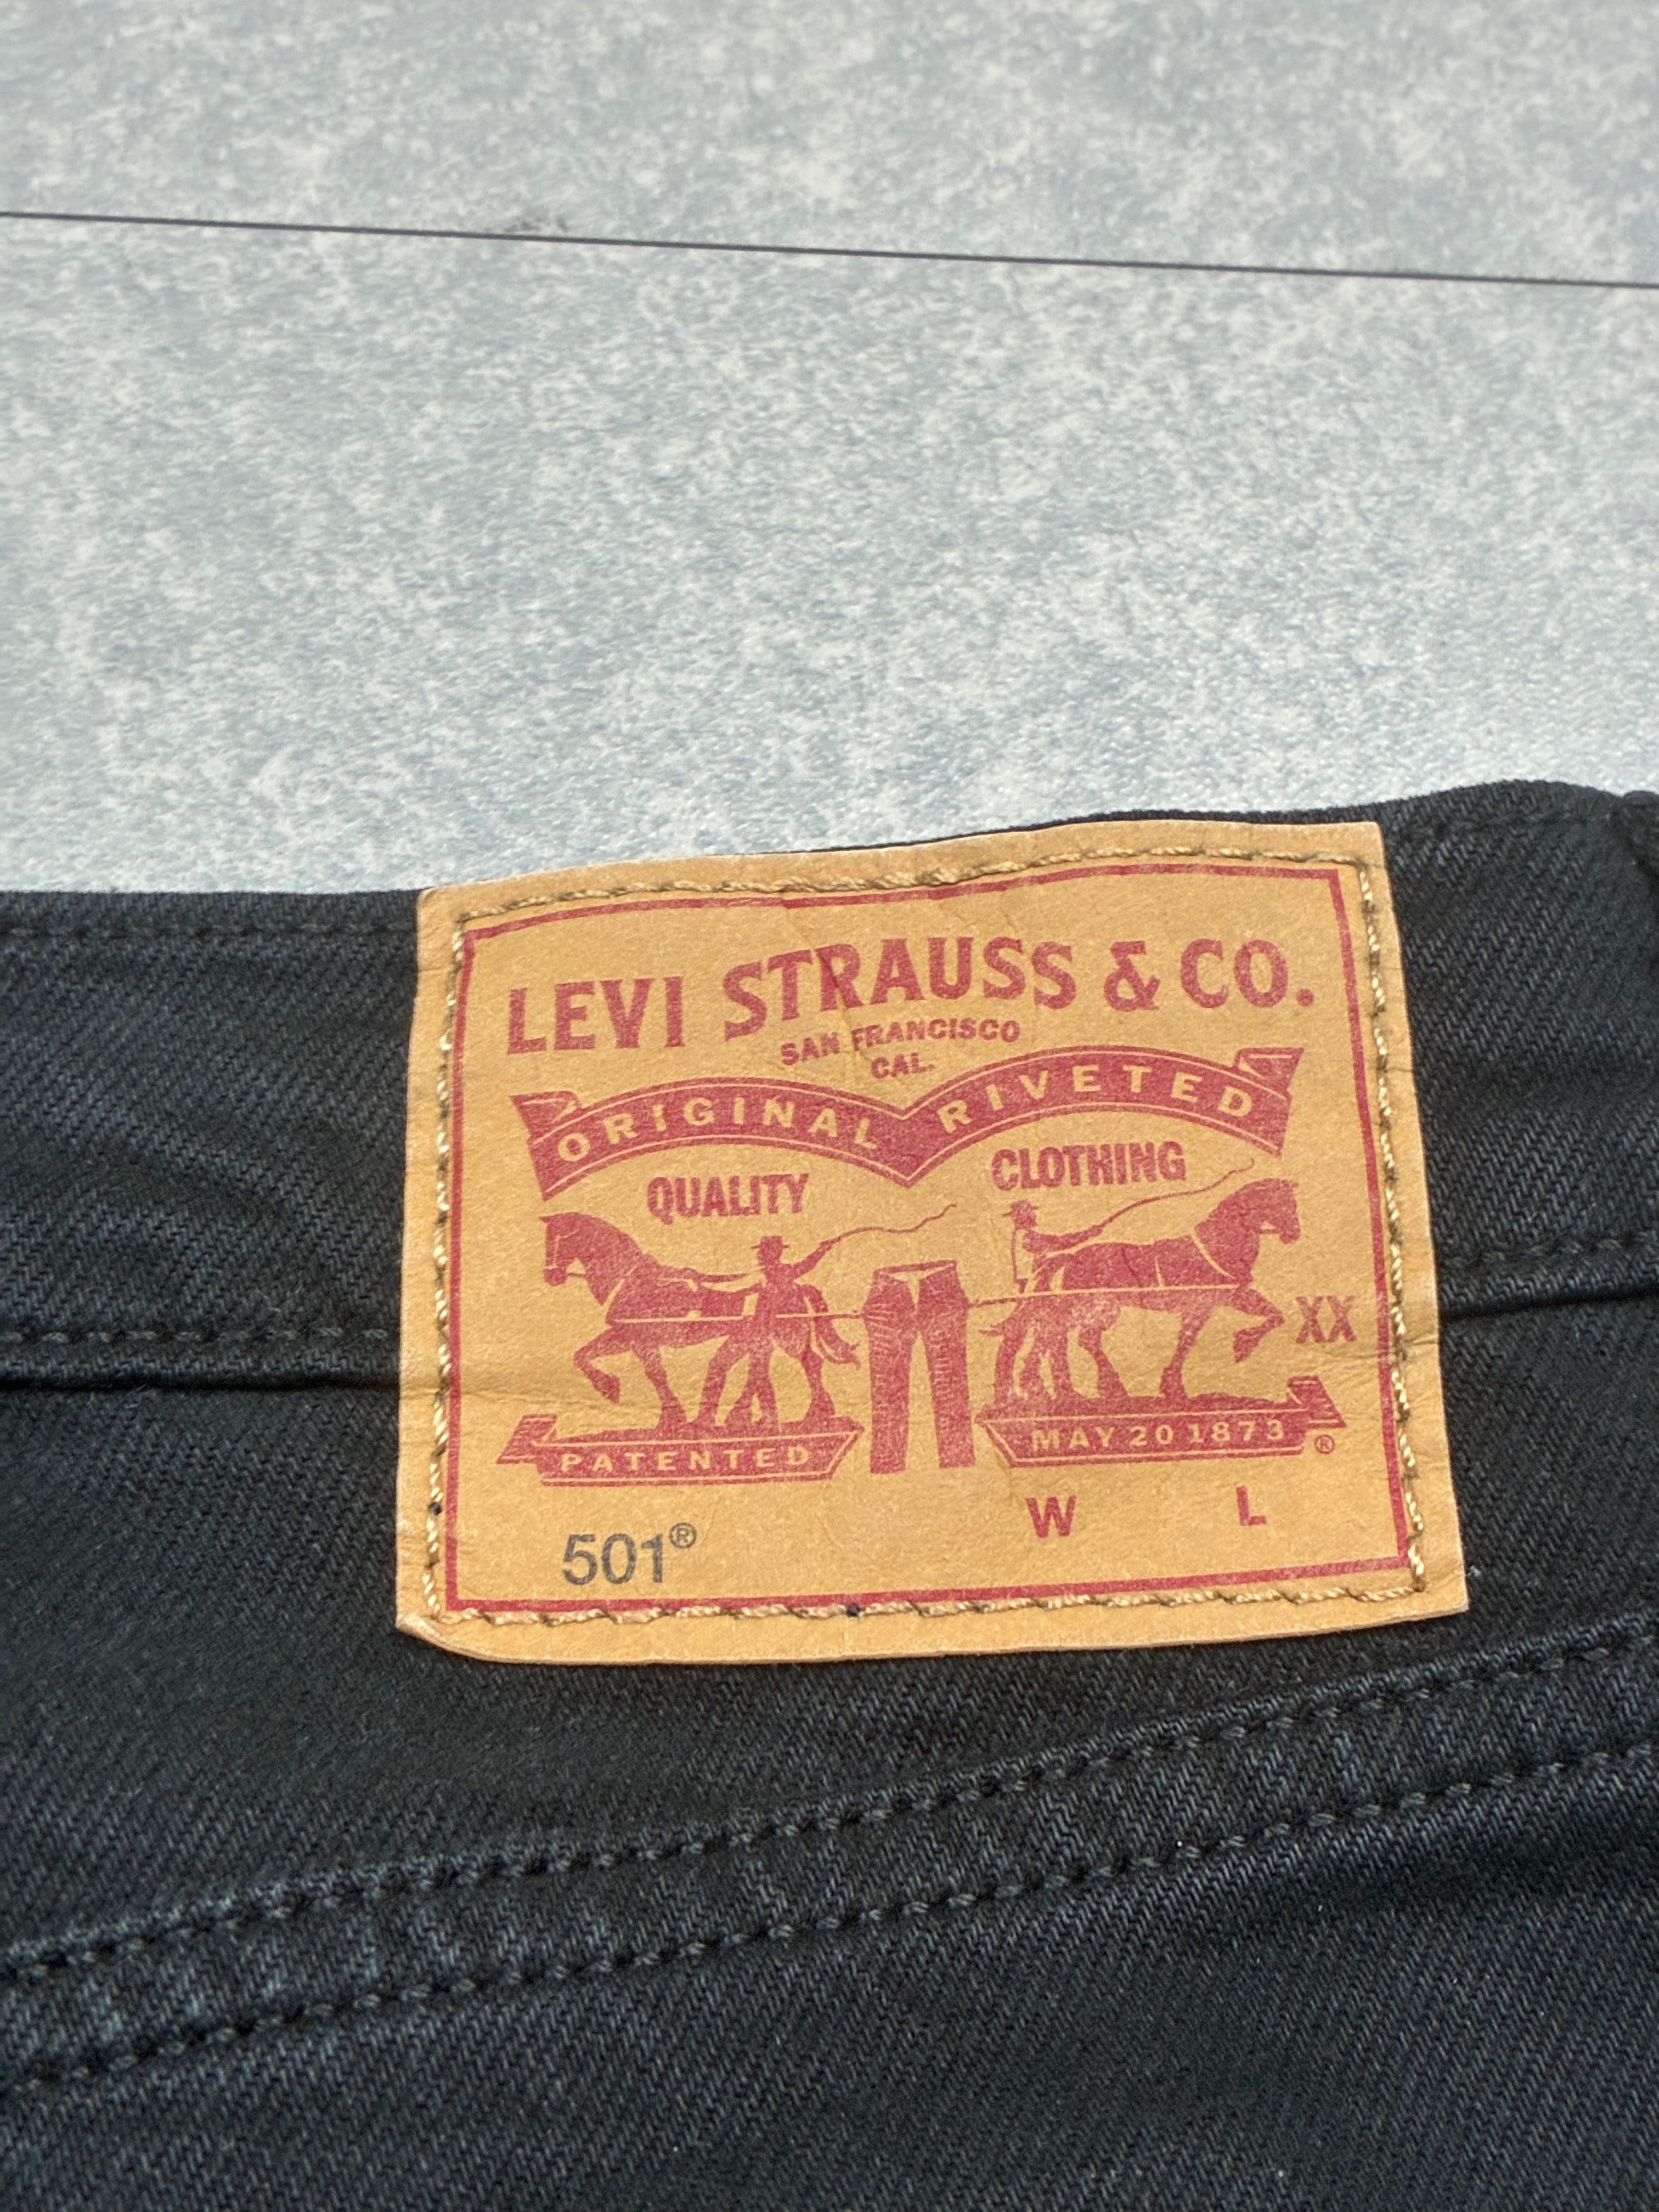 LEVI STRAUSS & CO.
SAN FRANCISCO
CAL.
ORIGINAL RIVETED
QUALITY CLOTHING
XX
PATENTED MAY 20 1873 ®
W L
501®